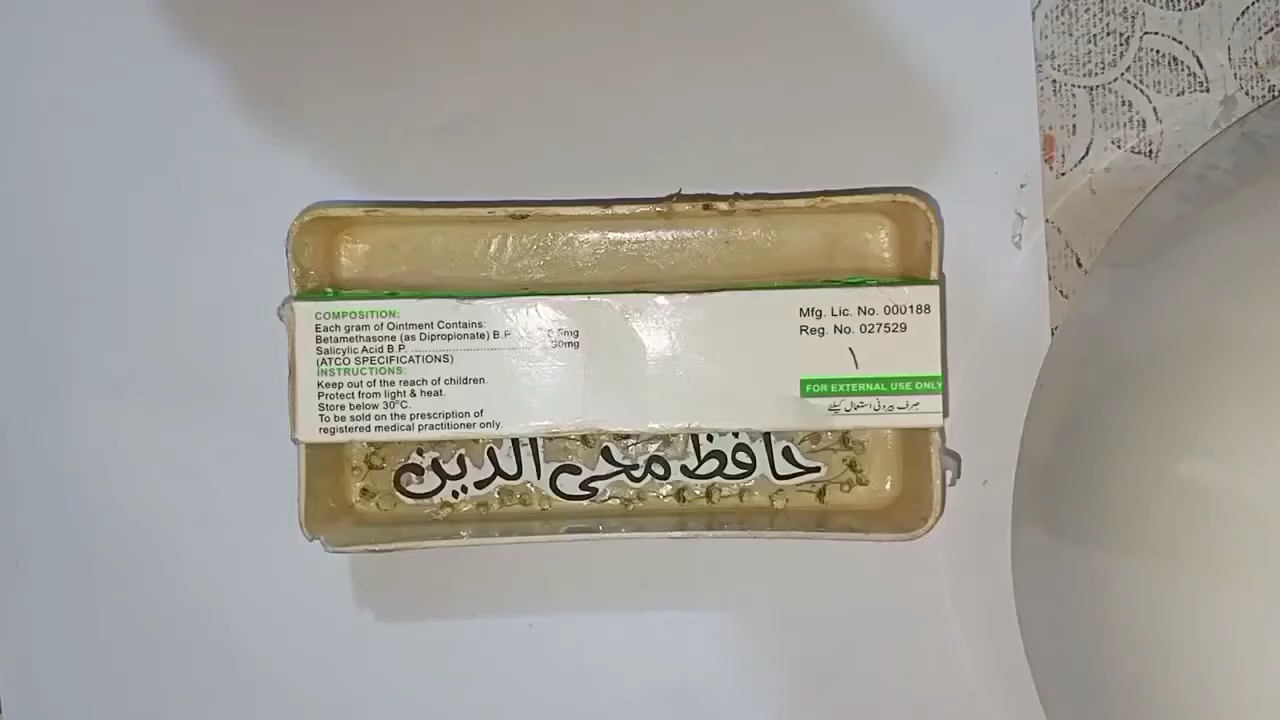 COMPOSITION:
Each gram of Ointment Contains:
Betamethasone (as Dipropionate) B.P
Salicylic Acid B.P. ..............................
(ATCO SPECIFICATIONS)
INSTRUCTIONS:
Keep out of the reach of children.
Protect from light & heat.
Store below 30°C.
To be sold on the prescription of
registered medical practitioner only.
Mfg. Lic. No. 000188
Reg. No. 027529
FOR EXTERNAL USE ONLY
صرف بیرونی استعمال کیلئے
حافظ محی الدین